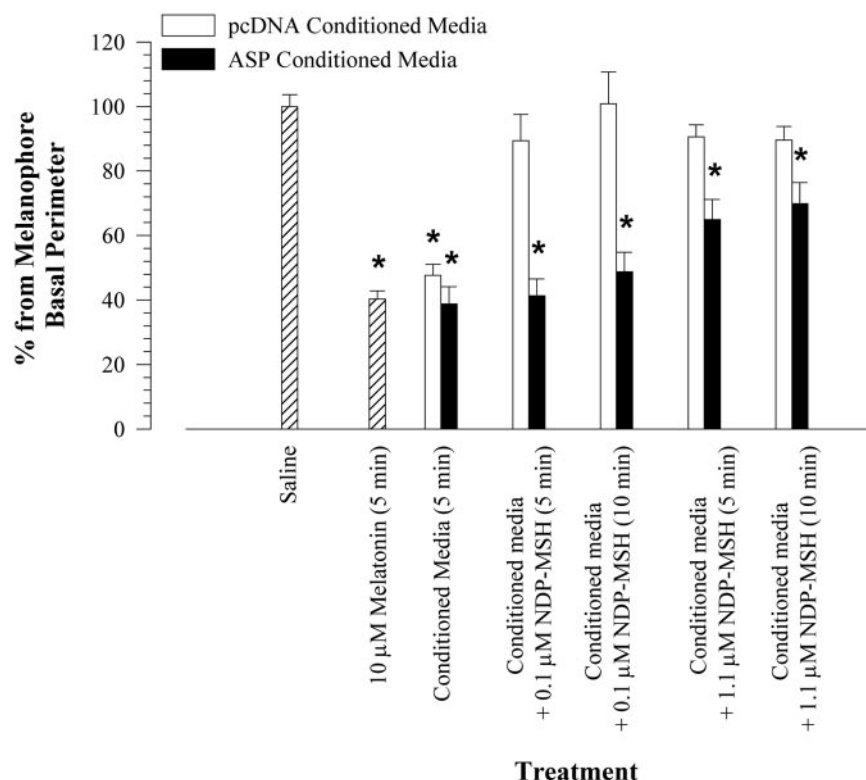 pcDNA Conditioned Media
ASP Conditioned Media
% from Melanophore
Basal Perimeter
120
100
80
60
40
20
0
*
*
*
*
*
*
*
Saline
10 µM Melatonin (5 min)
Conditioned Media (5 min)
Conditioned media
+ 0.1 µM NDP-MSH (5 min)
Conditioned media
+ 0.1 µM NDP-MSH (10 min)
Conditioned media
+ 1.1 µM NDP-MSH (5 min)
Conditioned media
+ 1.1 µM NDP-MSH (10 min)
Treatment